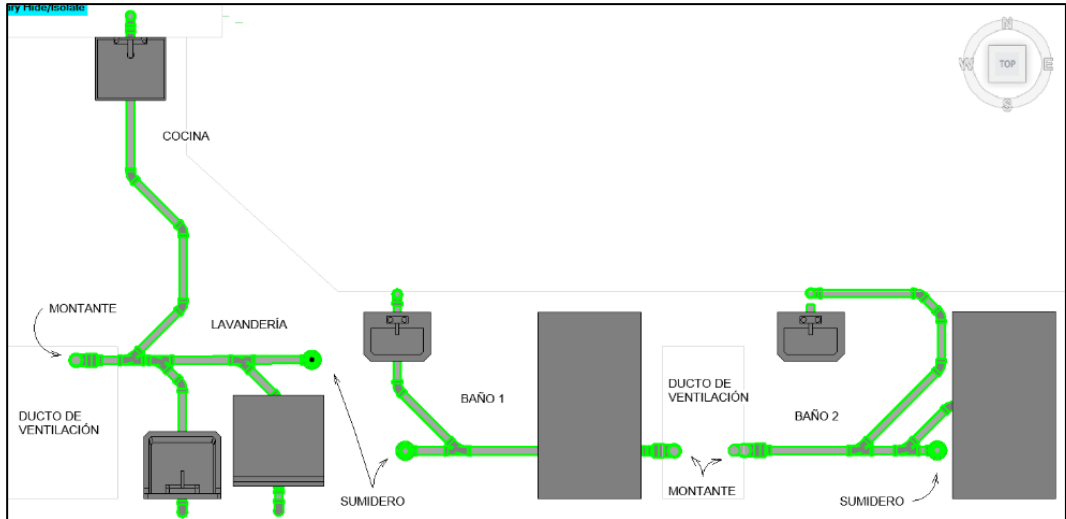 Hide/Isolate
N
W
TOP
E
S
COCINA
MONTANTE
LAVANDERÍA
DUCTO DE
VENTILACIÓN
BAÑO 1
DUCTO DE
VENTILACIÓN
BAÑO 2
SUMIDERO
MONTANTE
SUMIDERO